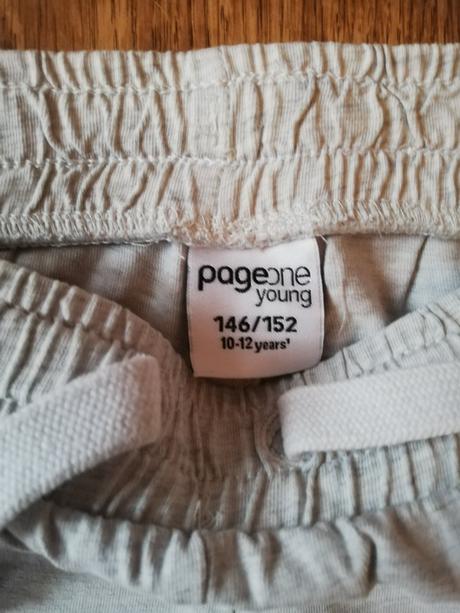 pageone
young
146/152
10-12 years¹